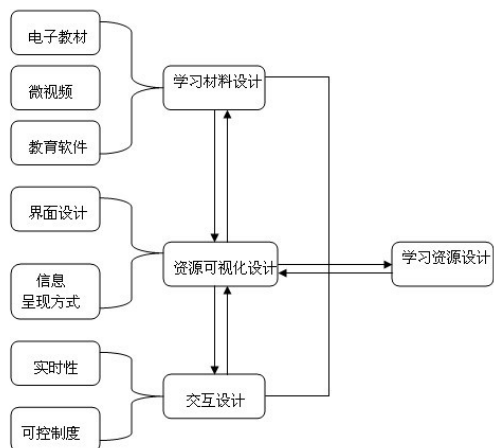 电子教材
微视频
教育软件
学习材料设计
界面设计
信息
呈现方式
资源可视化设计
学习资源设计
实时性
可控制度
交互设计